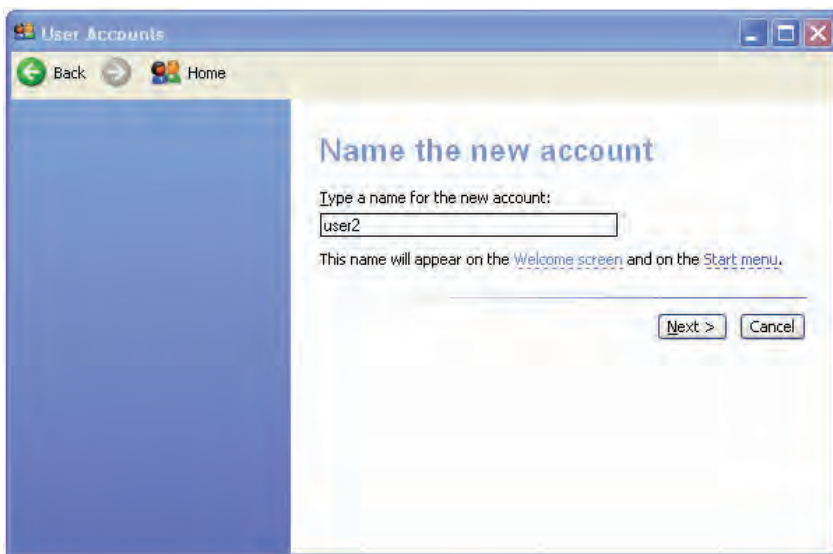 User Accounts
Back Home
Name the new account
Type a name for the new account:
user2
This name will appear on the Welcome screen and on the Start menu.
Next > Cancel